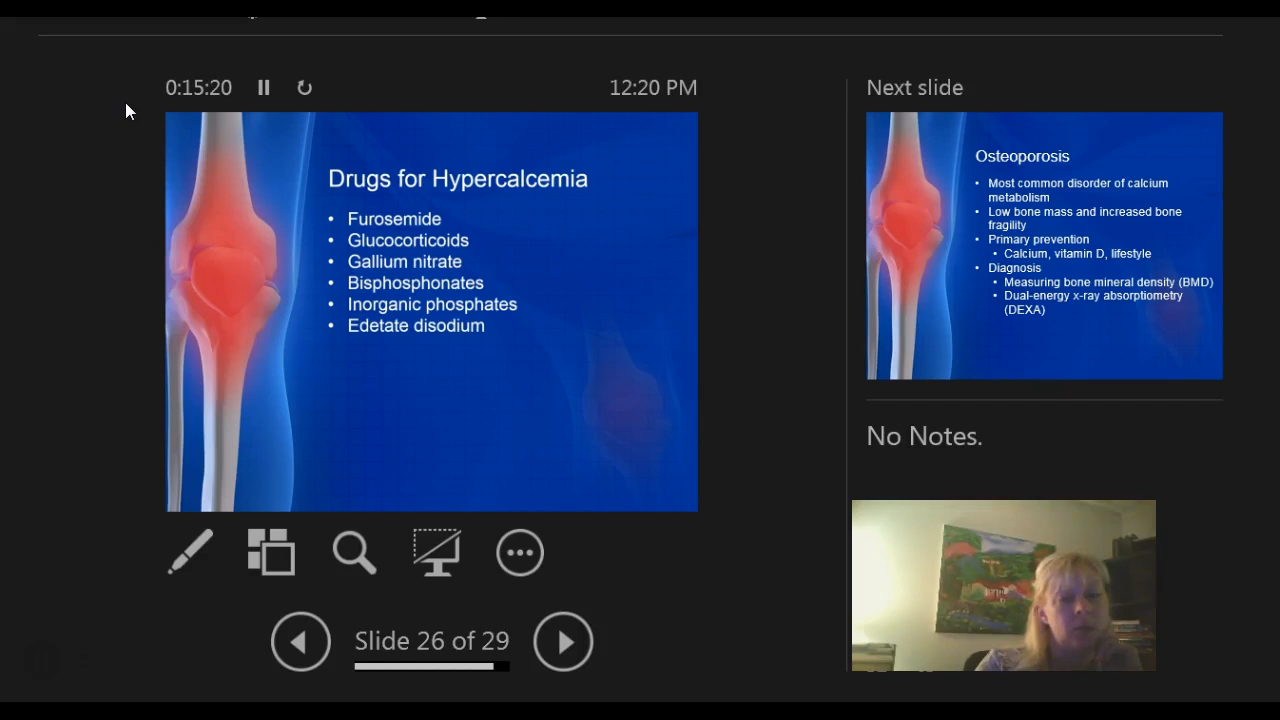 0:15:20
12:20 PM
Drugs for Hypercalcemia
• Furosemide
• Glucocorticoids
• Gallium nitrate
• Bisphosphonates
• Inorganic phosphates
• Edetate disodium
Slide 26 of 29
Next slide
Osteoporosis
• Most common disorder of calcium
metabolism
• Low bone mass and increased bone
fragility
• Primary prevention
• Calcium, vitamin D, lifestyle
• Diagnosis
• Measuring bone mineral density (BMD)
• Dual-energy x-ray absorptiometry
(DEXA)
No Notes.